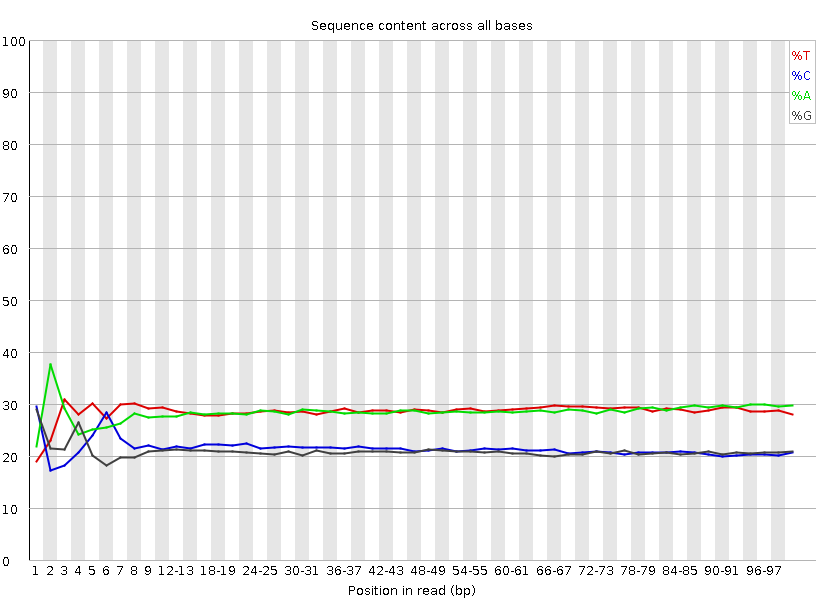 Sequence content across all bases
100
90
80
70
60
50
40
30
20
10
0
%T
%C
%A
%G
1 2 3 4 5 6 7 8 9 12-13 18-19 24-25 30-31 36-37 42-43 48-49 54-55 60-61 66-67 72-73 78-79 84-85 90-91 96-97
Position in read (bp)